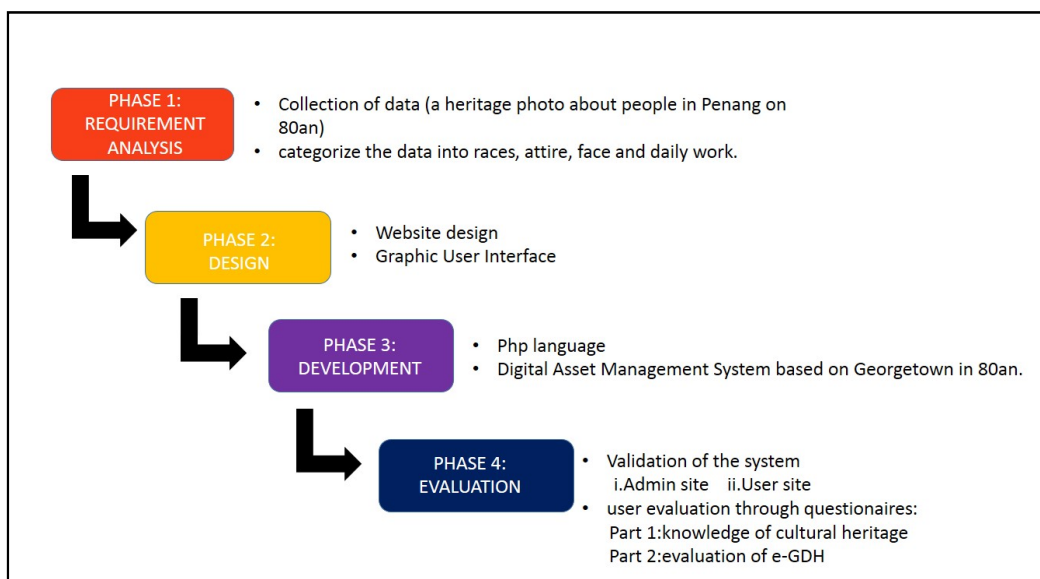 PHASE 1:
REQUIREMENT
ANALYSIS
• Collection of data (a heritage photo about people in Penang on
80an)
• categorize the data into races, attire, face and daily work.
PHASE 2:
DESIGN
• Website design
• Graphic User Interface
PHASE 3:
DEVELOPMENT
• Php language
• Digital Asset Management System based on Georgetown in 80an.
PHASE 4:
EVALUATION
• Validation of the system
i.Admin site ii.User site
• user evaluation through questionaires:
Part 1:knowledge of cultural heritage
Part 2:evaluation of e-GDH